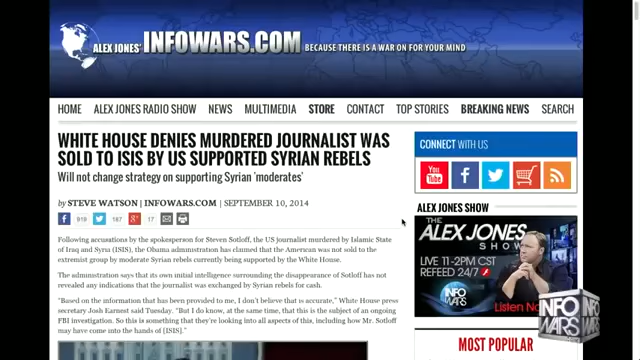 ALEX JONES' INFOWARS.COM BECAUSE THERE IS A WAR ON FOR YOUR MIND
HOME ALEX JONES RADIO SHOW NEWS MULTIMEDIA STORE CONTACT TOP STORIES BREAKING NEWS SEARCH
WHITE HOUSE DENIES MURDERED JOURNALIST WAS
SOLD TO ISIS BY US SUPPORTED SYRIAN REBELS
Will not change strategy on supporting Syrian 'moderates'
by STEVE WATSON | INFOWARS.COM | SEPTEMBER 10, 2014
819 187 17
Following accusations by the spokesperson for Steven Sotloff, the US journalist murdered by Islamic State
of Iraq and Syria (ISIS), the Obama administration has claimed that the American was not sold to the
extremist group by moderate Syrian rebels currently being supported by the White House.
The administration says that its own initial intelligence surrounding the disappearance of Sotloff has not
revealed any indications that the journalist was exchanged by Syrian rebels for cash.
"Based on the information that has been provided to me, I don't believe that is accurate," White House press
secretary Josh Earnest said Tuesday. "But I do know, at the same time, that this is the subject of an ongoing
FBI investigation. So this is something that they're looking into all aspects of this, including how Mr. Sotloff
may have come into the hands of [ISIS]."
CONNECT WITH US
You
Tube
ALEX JONES SHOW
THE
ALEX JONES
SHOW
LIVE 11-2PM CST
REFEED 24/7
INFO
WARS
Listen
MOST POPULAR
INFO
WARS